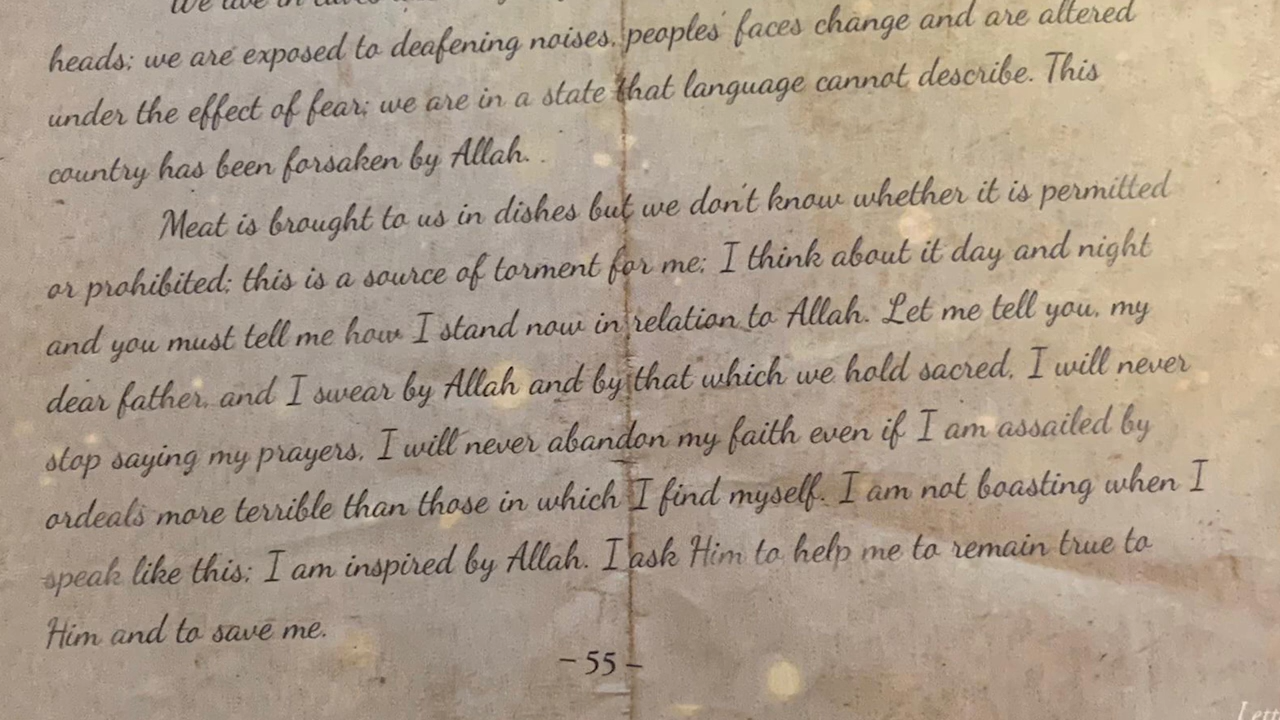 We live in
heads; we are exposed to deafening noises, peoples' faces change and are altered
under the effect of fear; we are in a state that language cannot describe. This
country has been forsaken by Allah.
Meat is brought to us in dishes but we don't know whether it is permitted
or prohibited; this is a source of torment for me; I think about it day and night
and you must tell me how I stand now in relation to Allah. Let me tell you, my
dear father, and I swear by Allah and by that which we hold sacred, I will never
stop saying my prayers, I will never abandon my faith even if I am assailed by
ordeals more terrible than those in which I find myself. I am not boasting when I
speak like this; I am inspired by Allah. I ask Him to help me to remain true to
Him and to save me.
– 55 –